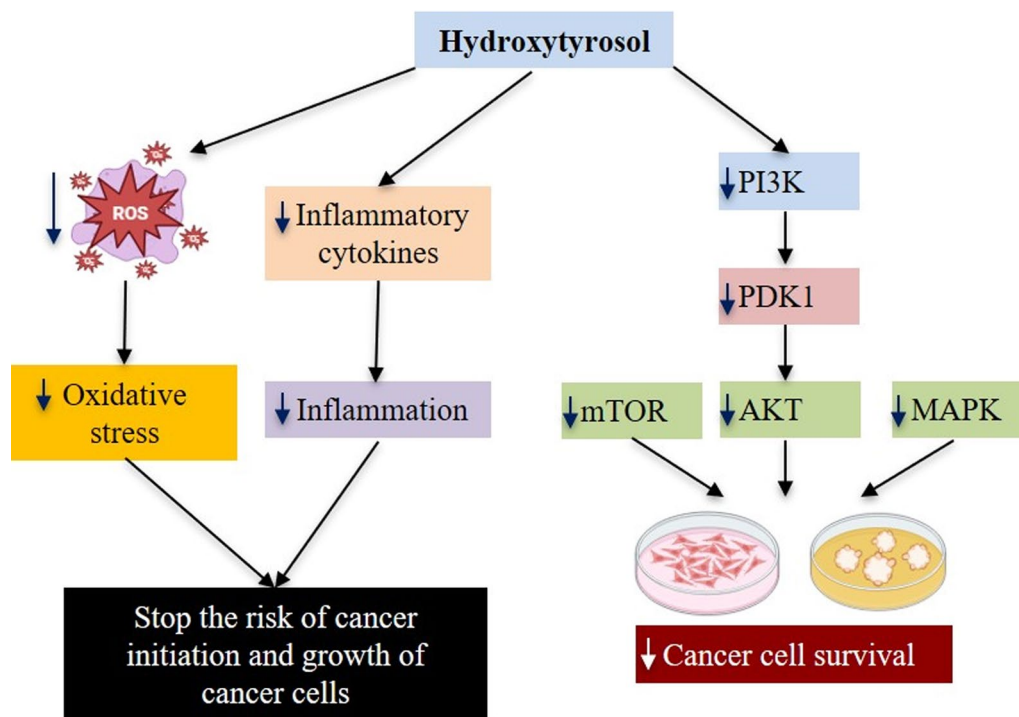 Hydroxytyrosol
ROS
PI3K
Inflammatory
cytokines
PDK1
Oxidative
stress
Inflammation
mTOR
AKT
MAPK
Stop the risk of cancer
initiation and growth of
cancer cells
Cancer cell survival